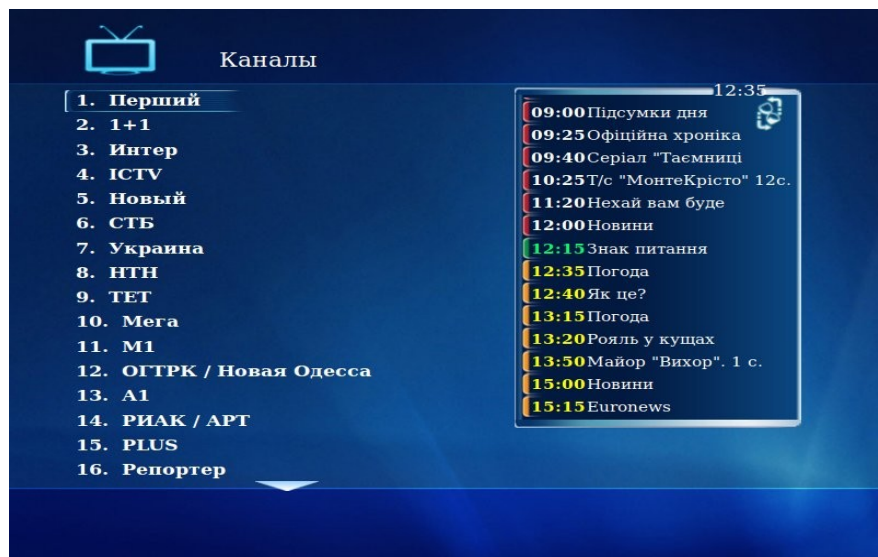 Каналы
1. Перший
2. 1+1
3. Интер
4. ICTV
5. Новый
6. СТБ
7. Украина
8. НТН
9. ТЕТ
10. Мега
11. М1
12. ОГТРК / Новая Одесса
13. А1
14. РИАК / АРТ
15. PLUS
16. Репортер
12:35
09:00 Підсумки дня
09:25 Офіційна хроніка
09:40 Серіал "Таємниці
10:25 Т/с "МонтеКрісто" 12с.
11:20 Нехай вам буде
12:00 Новини
12:15 Знак питання
12:35 Погода
12:40 Як це?
13:15 Погода
13:20 Рояль у кущах
13:50 Майор "Вихор". 1 с.
15:00 Новини
15:15 Euronews